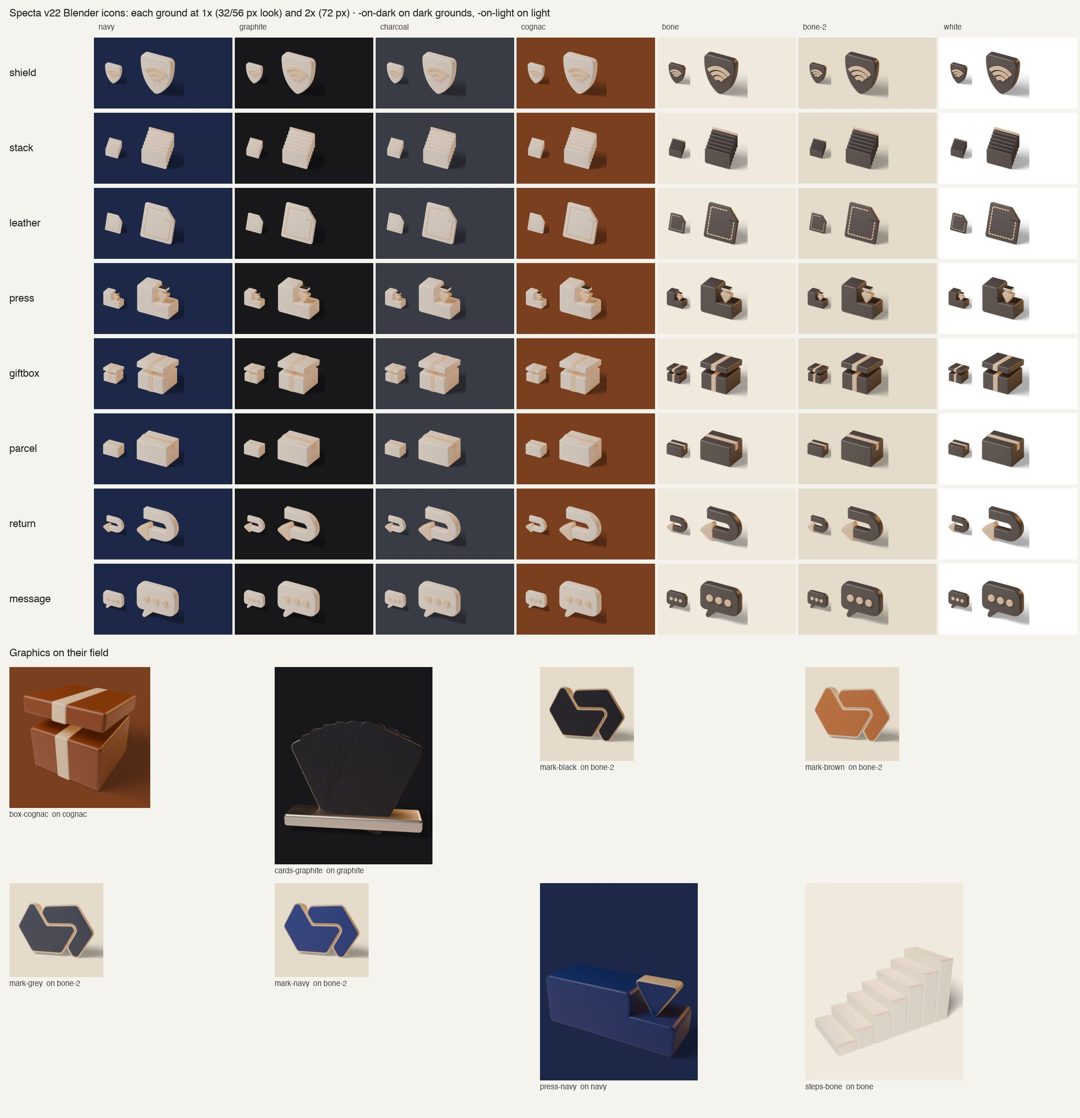 Specta v22 Blender icons: each ground at 1x (32/56 px look) and 2x (72 px) · -on-dark on dark grounds, -on-light on light
navy graphite charcoal cognac bone bone-2 white
shield
stack
leather
press
giftbox
parcel
return
message
Graphics on their field
box-cognac on cognac
cards-graphite on graphite
mark-black on bone-2
mark-brown on bone-2
mark-grey on bone-2
mark-navy on bone-2
press-navy on navy
steps-bone on bone